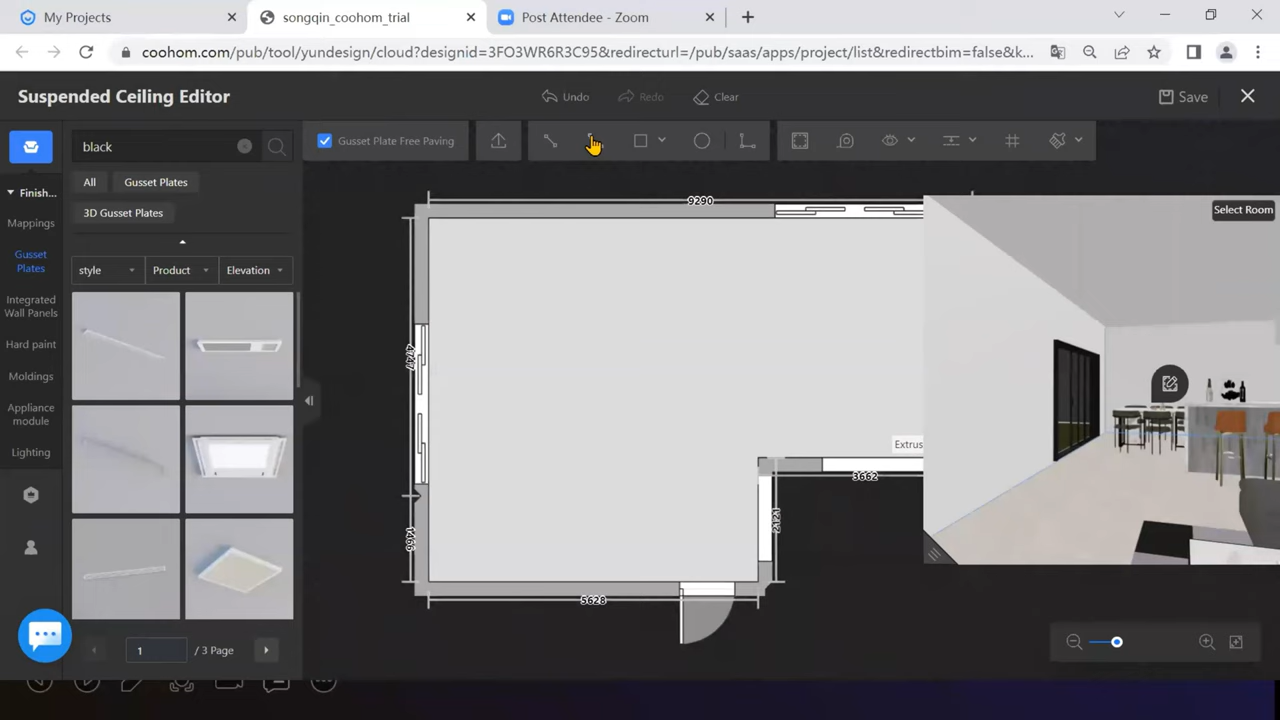 My Projects
songqin_coohom_trial
Post Attendee - Zoom
coohom.com/pub/tool/yundesign/cloud?designid=3FO3WR6R3C95&redirecturl=/pub/saas/apps/project/list&redirectbim=false&k...
Suspended Ceiling Editor
Undo
Redo
Clear
Save
black
Gusset Plate Free Paving
All
Gusset Plates
3D Gusset Plates
Finish...
Mappings
Gusset
Plates
Integrated
Wall Panels
Hard paint
Moldings
Appliance
module
Lighting
style
Product
Elevation
9290
Select Room
4747
Extrus
3662
2121
1468
5628
1
/ 3 Page